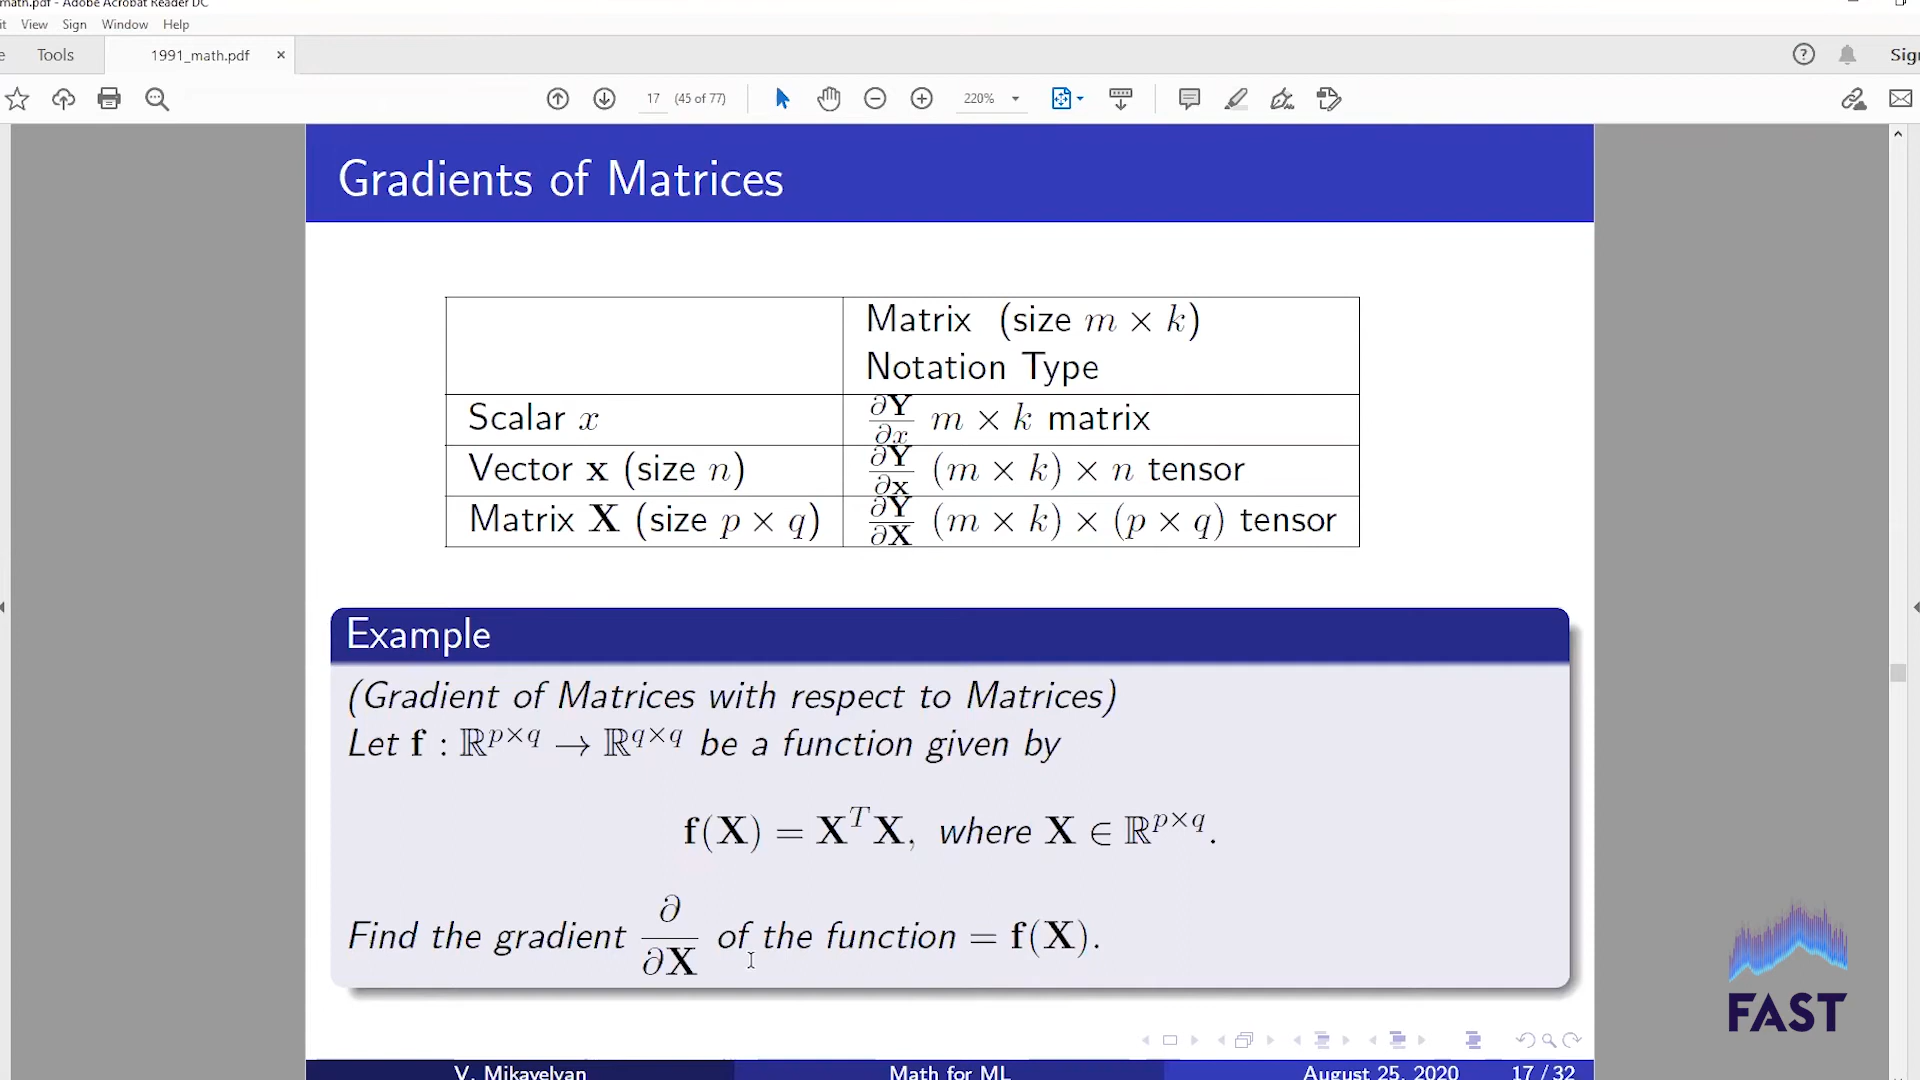 math.pdf - Adobe Acrobat Reader DC
it View Sign Window Help
e Tools 1991_math.pdf × Sign
17 (45 of 77) 220%
Gradients of Matrices
Matrix (size m × k)
Notation Type
Scalar x ∂Y/∂x m × k matrix
Vector x (size n) ∂Y/∂x (m × k) × n tensor
Matrix X (size p × q) ∂Y/∂X (m × k) × (p × q) tensor
Example
(Gradient of Matrices with respect to Matrices)
Let f : ℝ^{p×q} → ℝ^{q×q} be a function given by
f(X) = X^T X, where X ∈ ℝ^{p×q}.
Find the gradient ∂/∂X of the function = f(X).
FAST
V. Mikayelyan Math for ML August 25, 2020 17 / 32